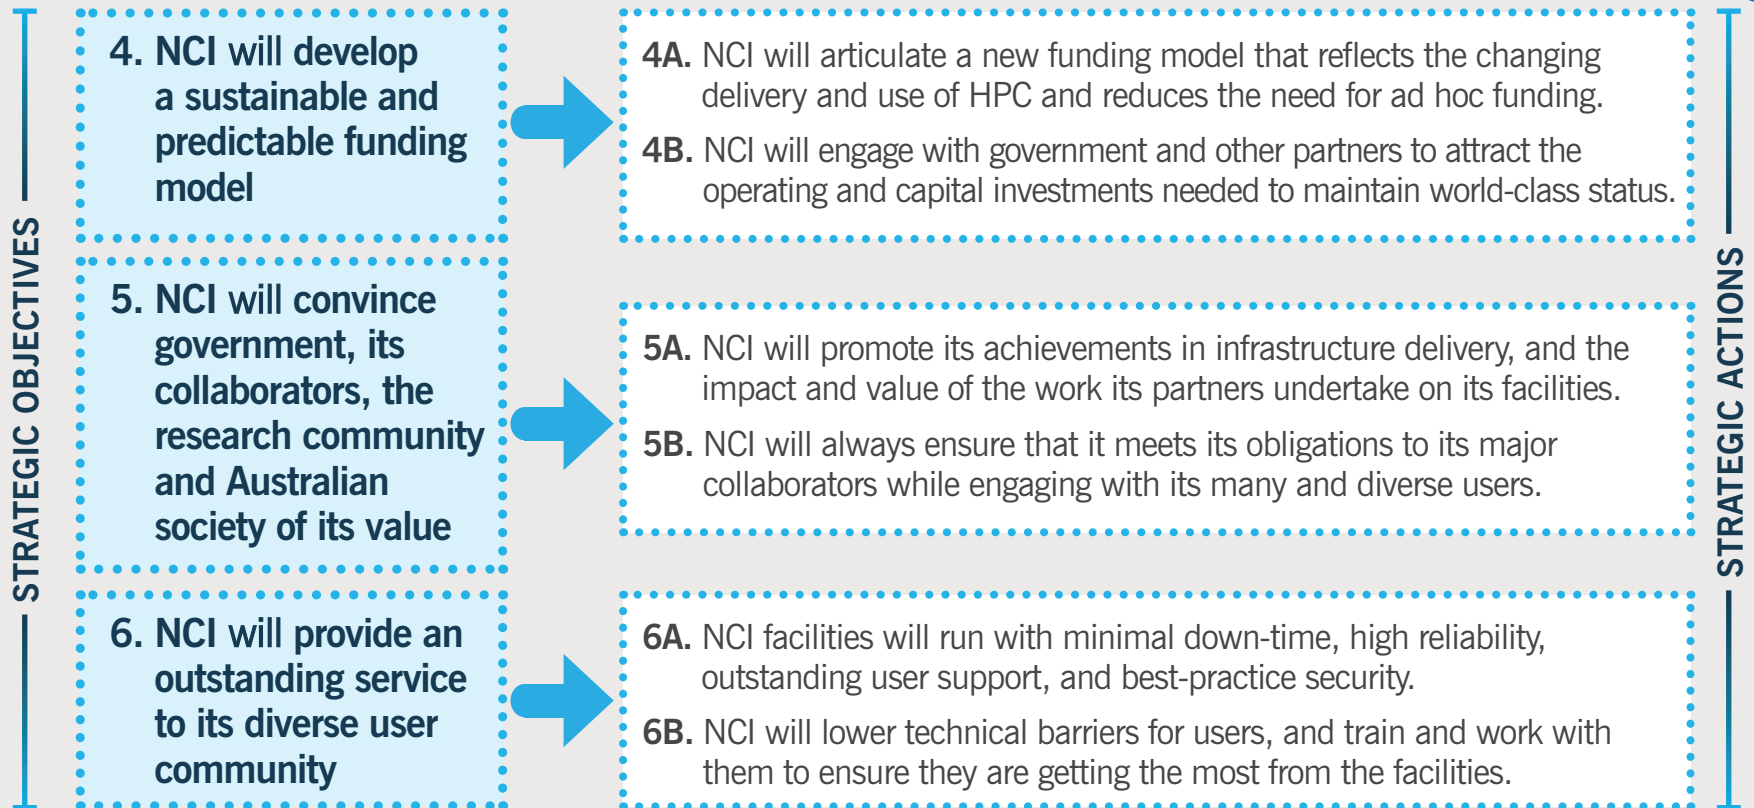 STRATEGIC OBJECTIVES
4. NCI will develop
a sustainable and
predictable funding
model
4A. NCI will articulate a new funding model that reflects the changing
delivery and use of HPC and reduces the need for ad hoc funding.
4B. NCI will engage with government and other partners to attract the
operating and capital investments needed to maintain world-class status.
5. NCI will convince
government, its
collaborators, the
research community
and Australian
society of its value
5A. NCI will promote its achievements in infrastructure delivery, and the
impact and value of the work its partners undertake on its facilities.
5B. NCI will always ensure that it meets its obligations to its major
collaborators while engaging with its many and diverse users.
6. NCI will provide an
outstanding service
to its diverse user
community
6A. NCI facilities will run with minimal down-time, high reliability,
outstanding user support, and best-practice security.
6B. NCI will lower technical barriers for users, and train and work with
them to ensure they are getting the most from the facilities.
STRATEGIC ACTIONS